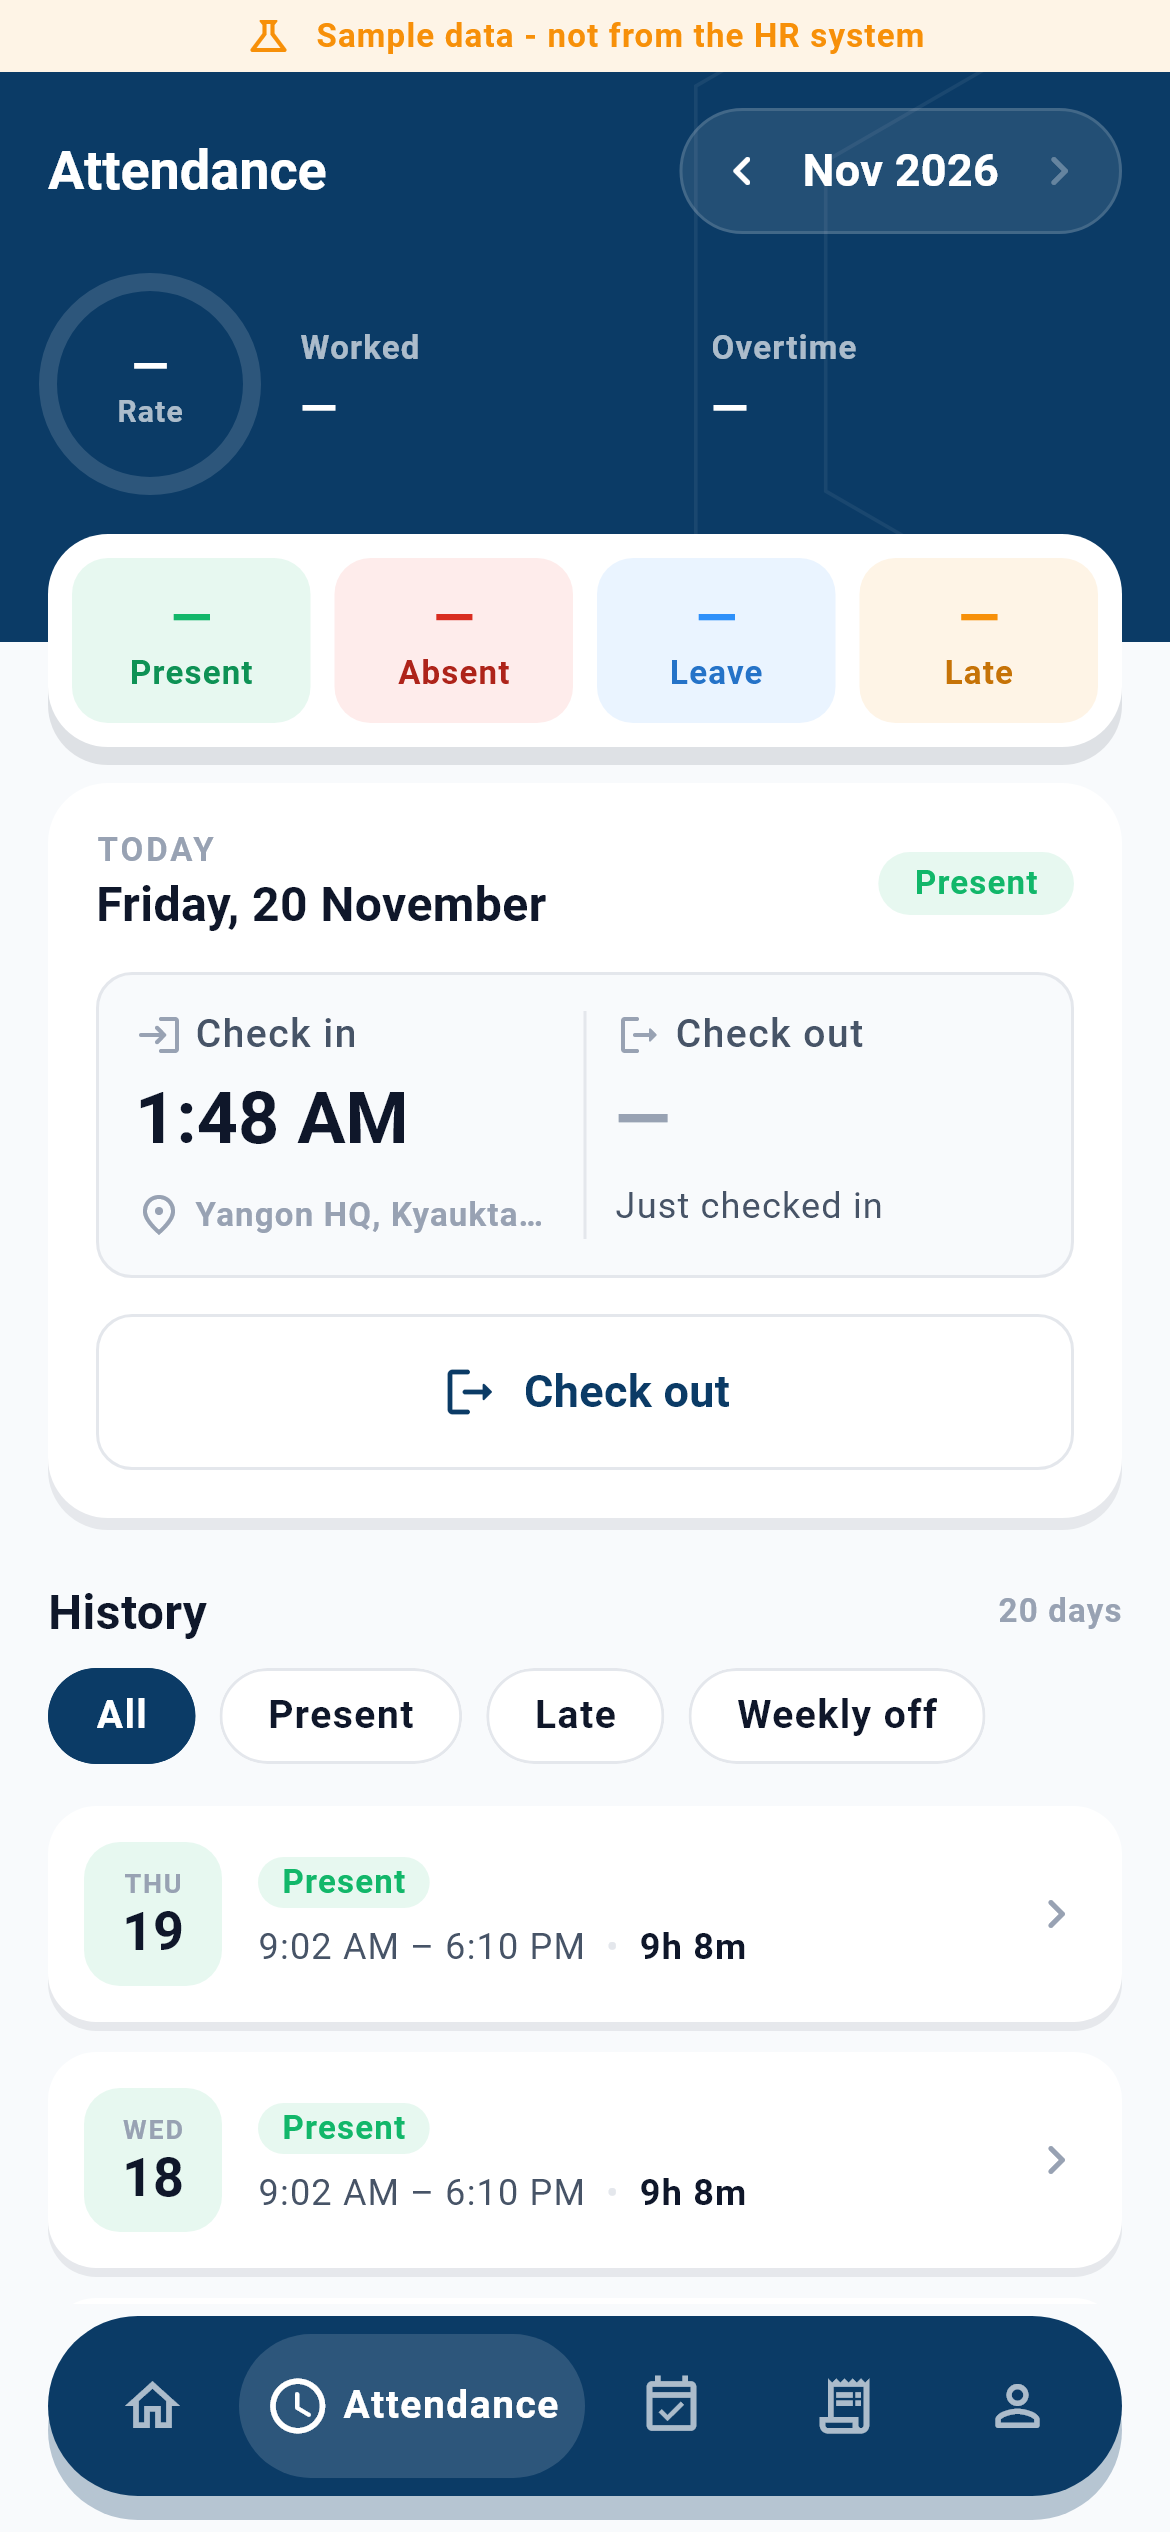 Sample data - not from the HR system
Attendance
Nov 2026
—
Rate
Worked
—
Overtime
—
—
Present
—
Absent
—
Leave
—
Late
TODAY
Friday, 20 November
Present
Check in
1:48 AM
Yangon HQ, Kyaukta…
Check out
—
Just checked in
Check out
History
20 days
All
Present
Late
Weekly off
THU
19
Present
9:02 AM – 6:10 PM • 9h 8m
WED
18
Present
9:02 AM – 6:10 PM • 9h 8m
Attendance